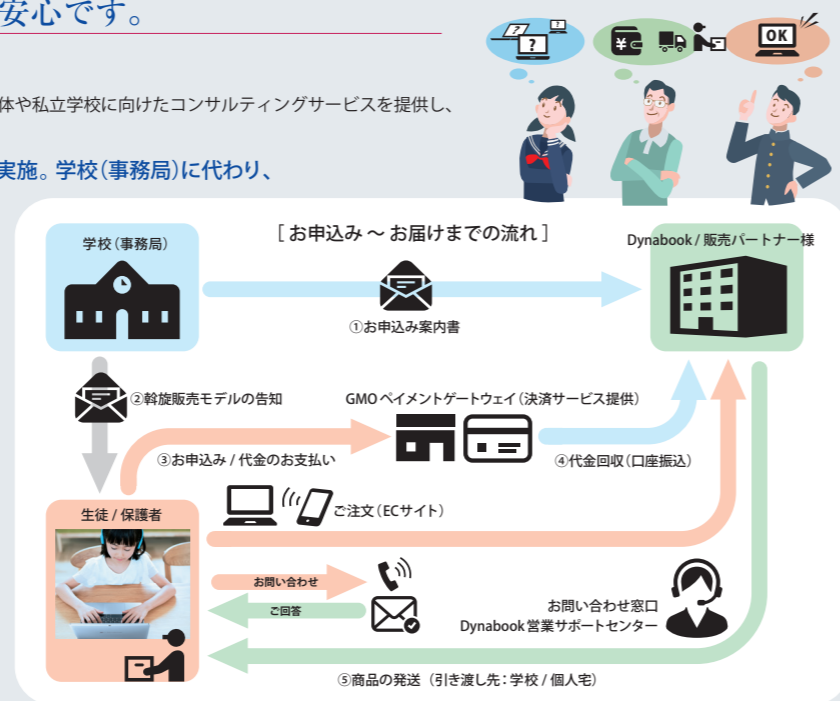 安心です。
?
?
¥
OK
体や私立学校に向けたコンサルティングサービスを提供し、
実施。学校(事務局)に代わり、
[ お申込み ~ お届けまでの流れ ]
学校(事務局)
Dynabook / 販売パートナー様
①お申込み案内書
②斡旋販売モデルの告知
GMO ペイメントゲートウェイ(決済サービス提供)
③お申込み / 代金のお支払い
④代金回収(口座振込)
生徒 / 保護者
ご注文(ECサイト)
お問い合わせ
ご回答
お問い合わせ窓口
Dynabook 営業サポートセンター
⑤商品の発送(引き渡し先:学校 / 個人宅)